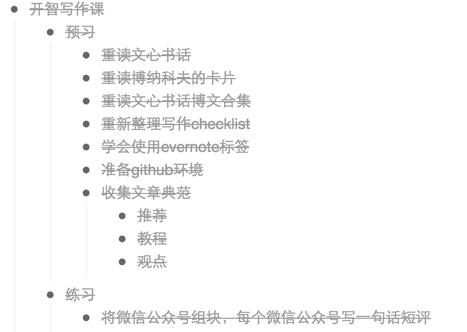 开智写作课
预习
重读文心书话
重读博纳科夫的卡片
重读文心书话博文合集
重新整理写作checklist
学会使用evernote标签
准备github环境
收集文章典范
推荐
教程
观点
练习
将微信公众号组块，每个微信公众号写一句话短评